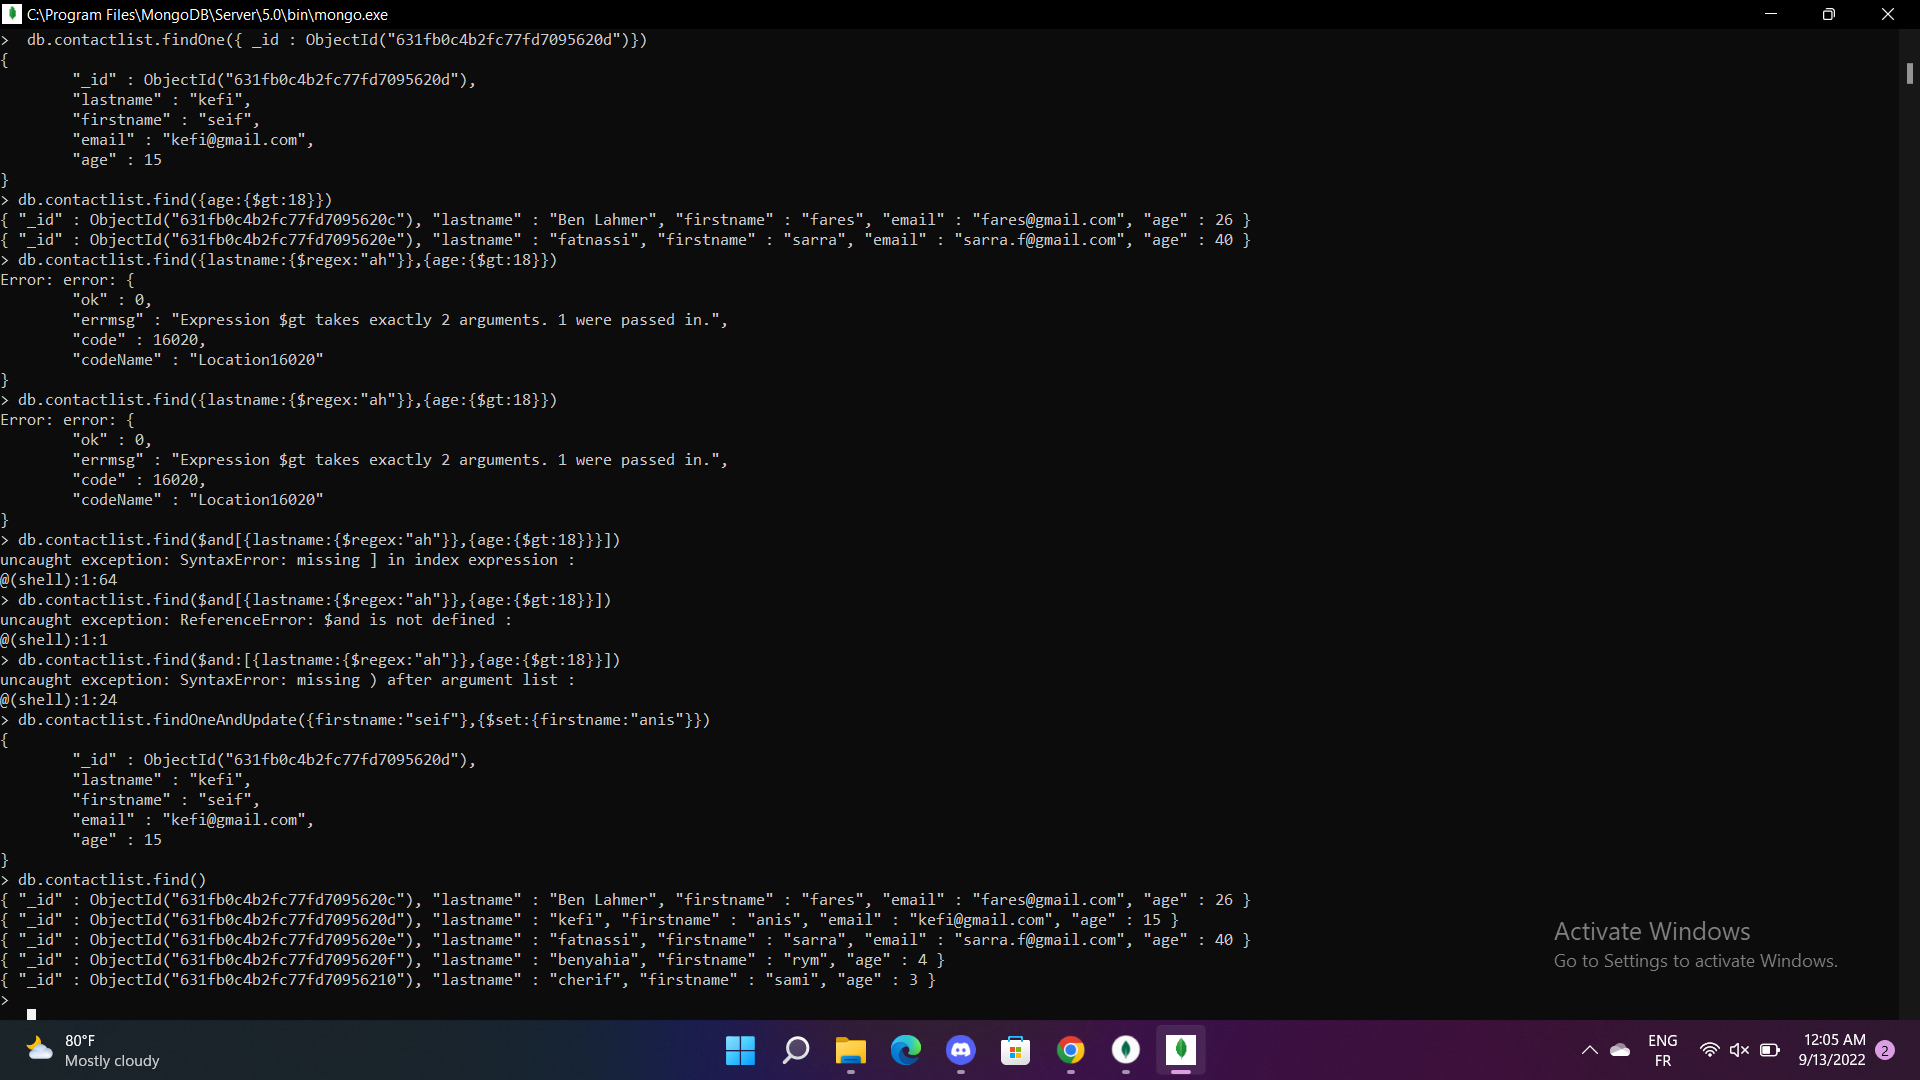 C:\Program Files\MongoDB\Server\5.0\bin\mongo.exe
>  db.contactlist.findOne({ _id : ObjectId("631fb0c4b2fc77fd7095620d")})
{
        "_id" : ObjectId("631fb0c4b2fc77fd7095620d"),
        "lastname" : "kefi",
        "firstname" : "seif",
        "email" : "kefi@gmail.com",
        "age" : 15
}
> db.contactlist.find({age:{$gt:18}})
{ "_id" : ObjectId("631fb0c4b2fc77fd7095620c"), "lastname" : "Ben Lahmer", "firstname" : "fares", "email" : "fares@gmail.com", "age" : 26 }
{ "_id" : ObjectId("631fb0c4b2fc77fd7095620e"), "lastname" : "fatnassi", "firstname" : "sarra", "email" : "sarra.f@gmail.com", "age" : 40 }
> db.contactlist.find({lastname:{$regex:"ah"}},{age:{$gt:18}})
Error: error: {
        "ok" : 0,
        "errmsg" : "Expression $gt takes exactly 2 arguments. 1 were passed in.",
        "code" : 16020,
        "codeName" : "Location16020"
}
> db.contactlist.find({lastname:{$regex:"ah"}},{age:{$gt:18}})
Error: error: {
        "ok" : 0,
        "errmsg" : "Expression $gt takes exactly 2 arguments. 1 were passed in.",
        "code" : 16020,
        "codeName" : "Location16020"
}
> db.contactlist.find($and[{lastname:{$regex:"ah"}},{age:{$gt:18}}}])
uncaught exception: SyntaxError: missing ] in index expression :
@(shell):1:64
> db.contactlist.find($and[{lastname:{$regex:"ah"}},{age:{$gt:18}}])
uncaught exception: ReferenceError: $and is not defined :
@(shell):1:1
> db.contactlist.find($and:[{lastname:{$regex:"ah"}},{age:{$gt:18}}])
uncaught exception: SyntaxError: missing ) after argument list :
@(shell):1:24
> db.contactlist.findOneAndUpdate({firstname:"seif"},{$set:{firstname:"anis"}})
{
        "_id" : ObjectId("631fb0c4b2fc77fd7095620d"),
        "lastname" : "kefi",
        "firstname" : "seif",
        "email" : "kefi@gmail.com",
        "age" : 15
}
> db.contactlist.find()
{ "_id" : ObjectId("631fb0c4b2fc77fd7095620c"), "lastname" : "Ben Lahmer", "firstname" : "fares", "email" : "fares@gmail.com", "age" : 26 }
{ "_id" : ObjectId("631fb0c4b2fc77fd7095620d"), "lastname" : "kefi", "firstname" : "anis", "email" : "kefi@gmail.com", "age" : 15 }
{ "_id" : ObjectId("631fb0c4b2fc77fd7095620e"), "lastname" : "fatnassi", "firstname" : "sarra", "email" : "sarra.f@gmail.com", "age" : 40 }
{ "_id" : ObjectId("631fb0c4b2fc77fd7095620f"), "lastname" : "benyahia", "firstname" : "rym", "age" : 4 }
{ "_id" : ObjectId("631fb0c4b2fc77fd70956210"), "lastname" : "cherif", "firstname" : "sami", "age" : 3 }
>
Activate Windows
Go to Settings to activate Windows.
80°F
Mostly cloudy
ENG
FR
12:05 AM
9/13/2022
2